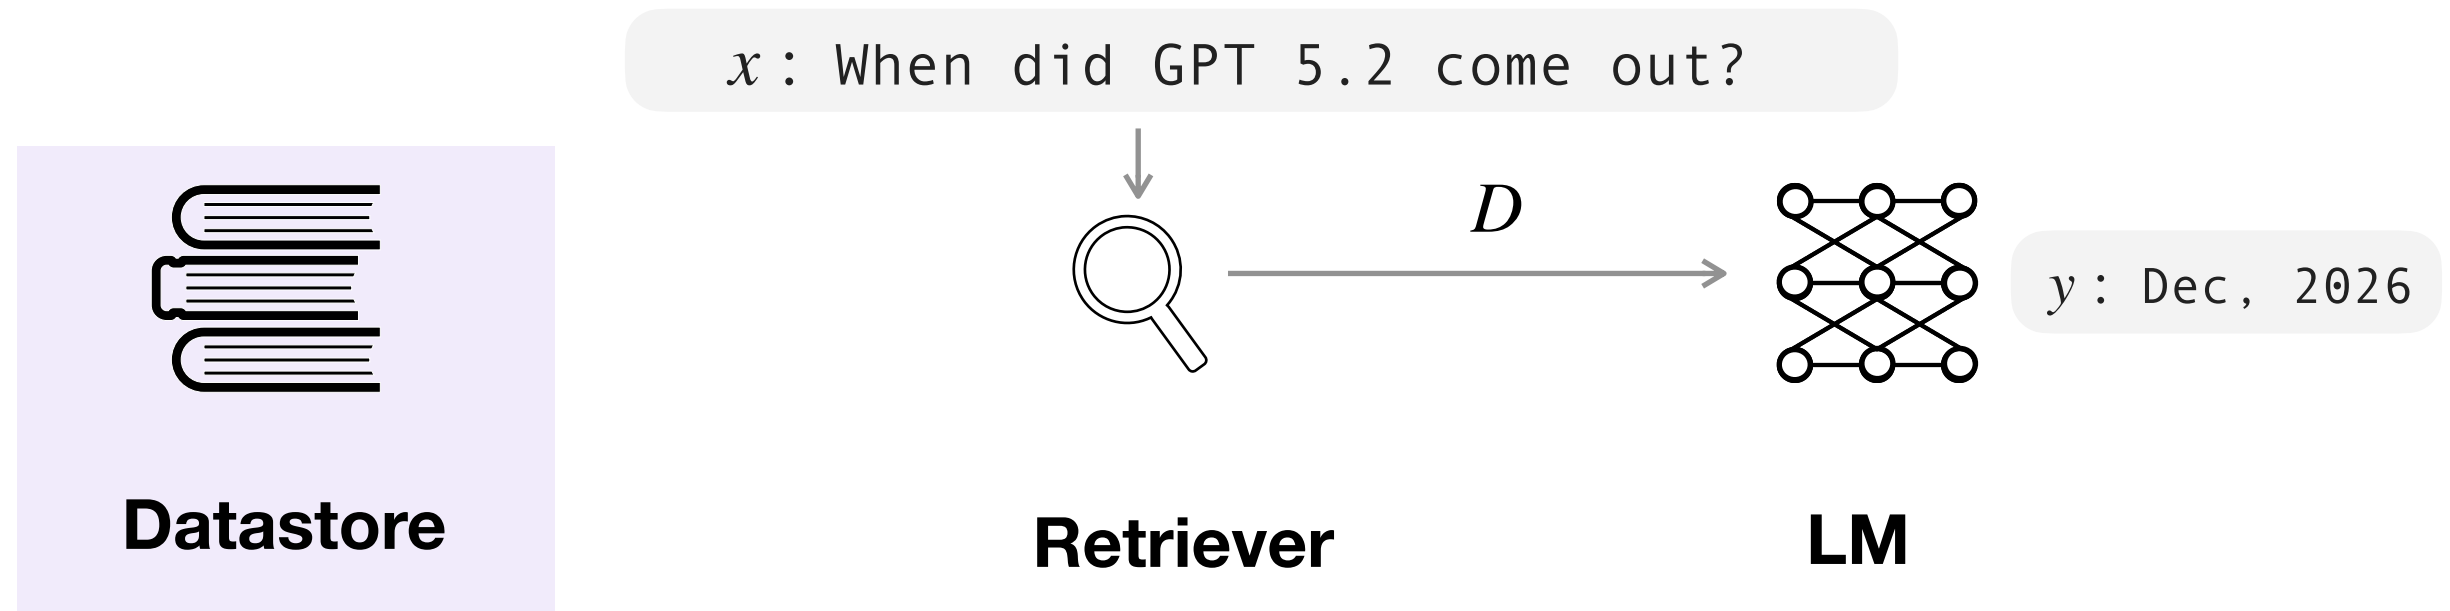 x: When did GPT 5.2 come out?
D
y: Dec, 2026
Datastore
Retriever
LM